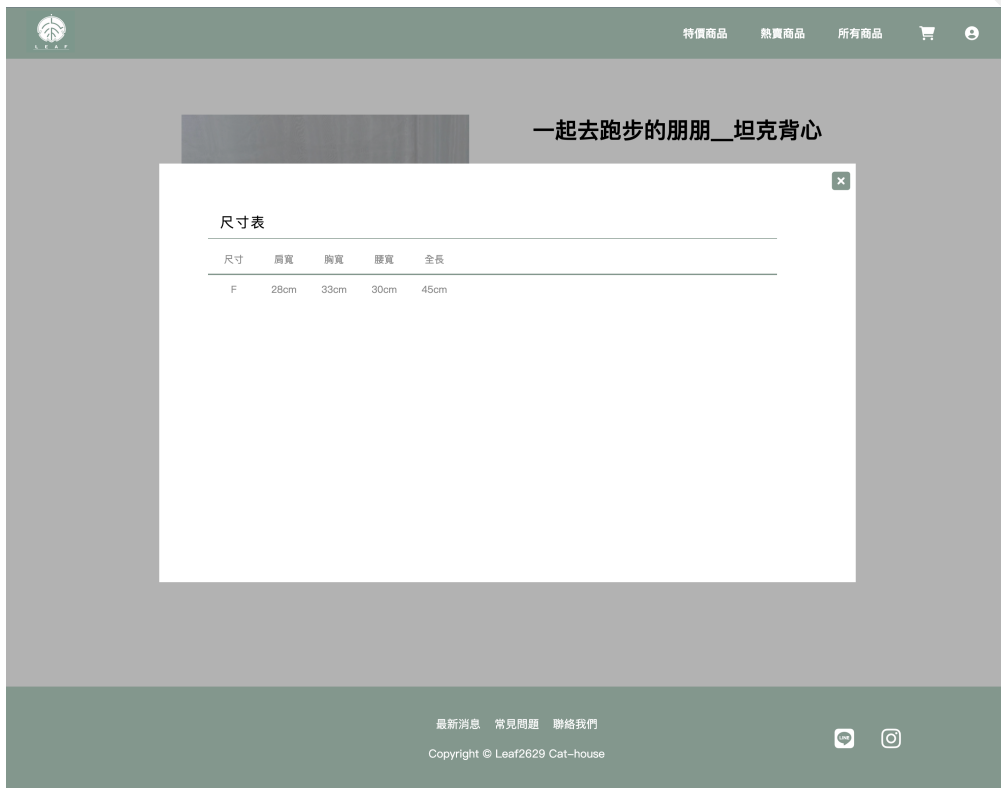 LEAF
特價商品 熱賣商品 所有商品
一起去跑步的朋朋__坦克背心
尺寸表
尺寸 肩寬 胸寬 腰寬 全長
F 28cm 33cm 30cm 45cm
最新消息 常見問題 聯絡我們
Copyright © Leaf2629 Cat-house
LINE